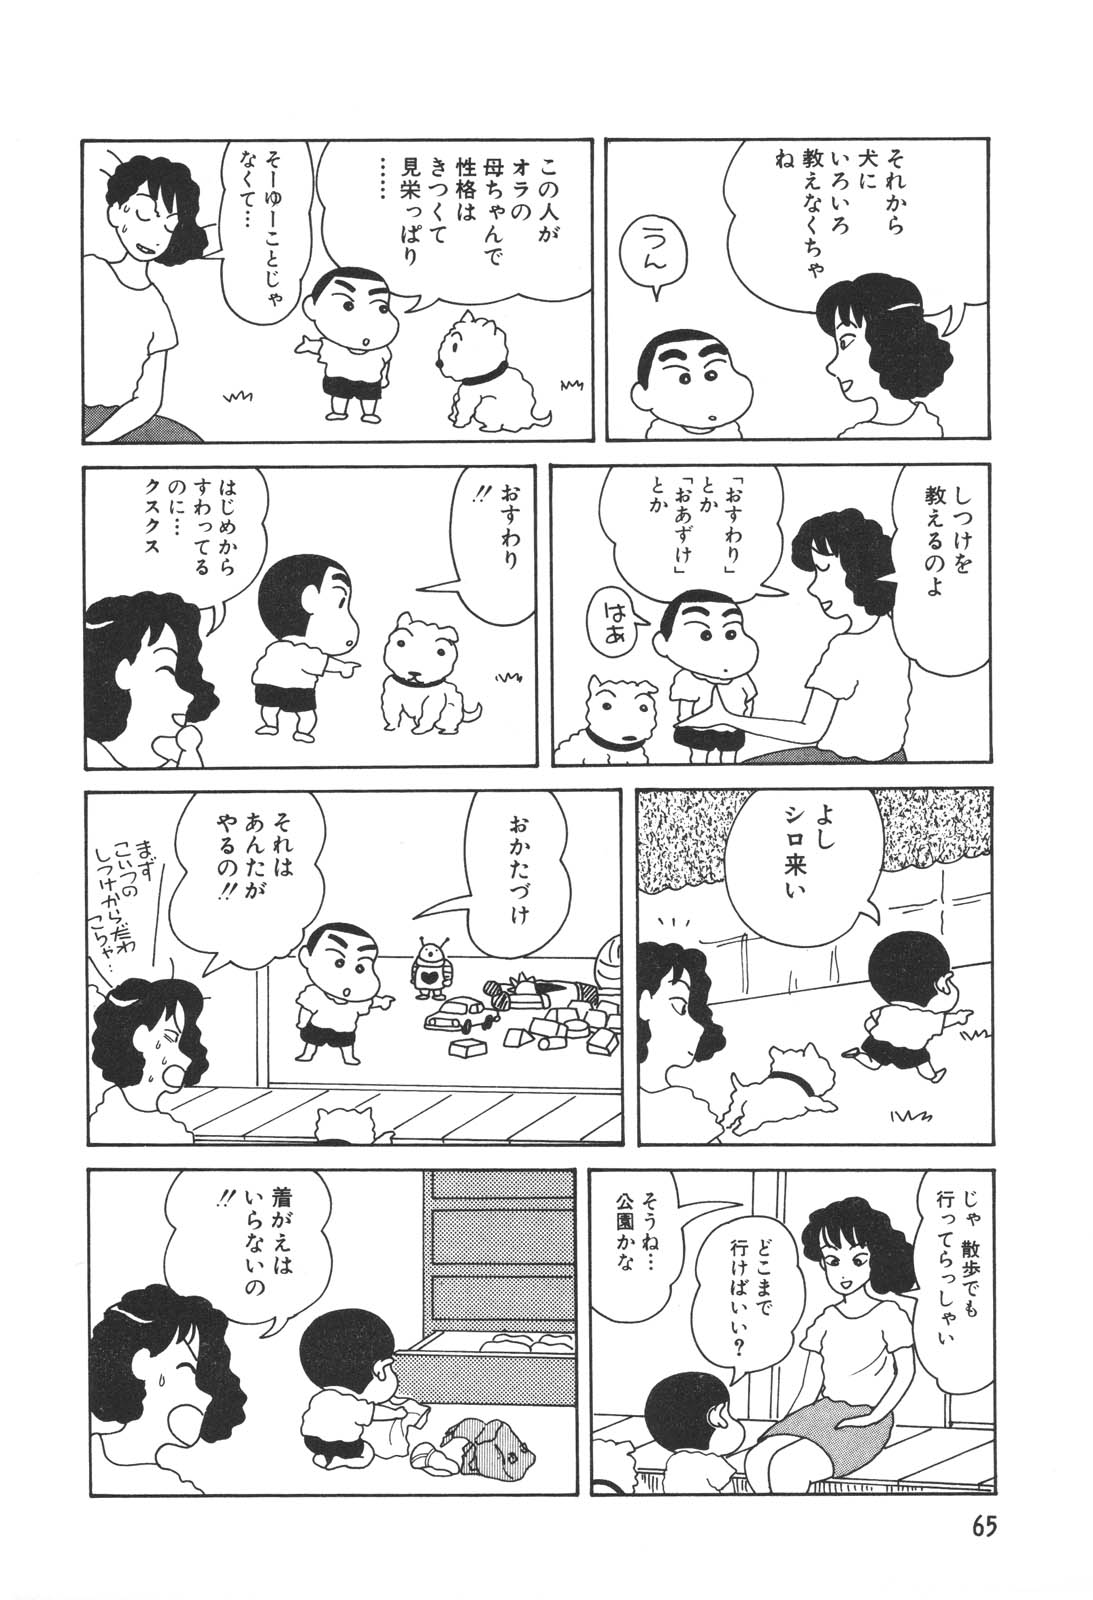 それから
犬に
いろいろ
教えなくちゃ
ね
うん
この人が
オラの
母ちゃんで
性格は
きつくて
見栄っぱり
……
そーゆーことじゃ
なくて…
しつけを
教えるのよ
「おすわり」
とか
「おあずけ」
とか
はあ
おすわり
!!
はじめから
すわってる
のに…
クスクス
よし
シロ来い
おかたづけ
それは
あんたが
やるの!!
まず
こいつの
しつけからだわ
こらゃ…
じゃ 散歩でも
行ってらっしゃい
どこまで
行けばいい?
そうね…
公園かな
着がえは
いらないの
!!
65